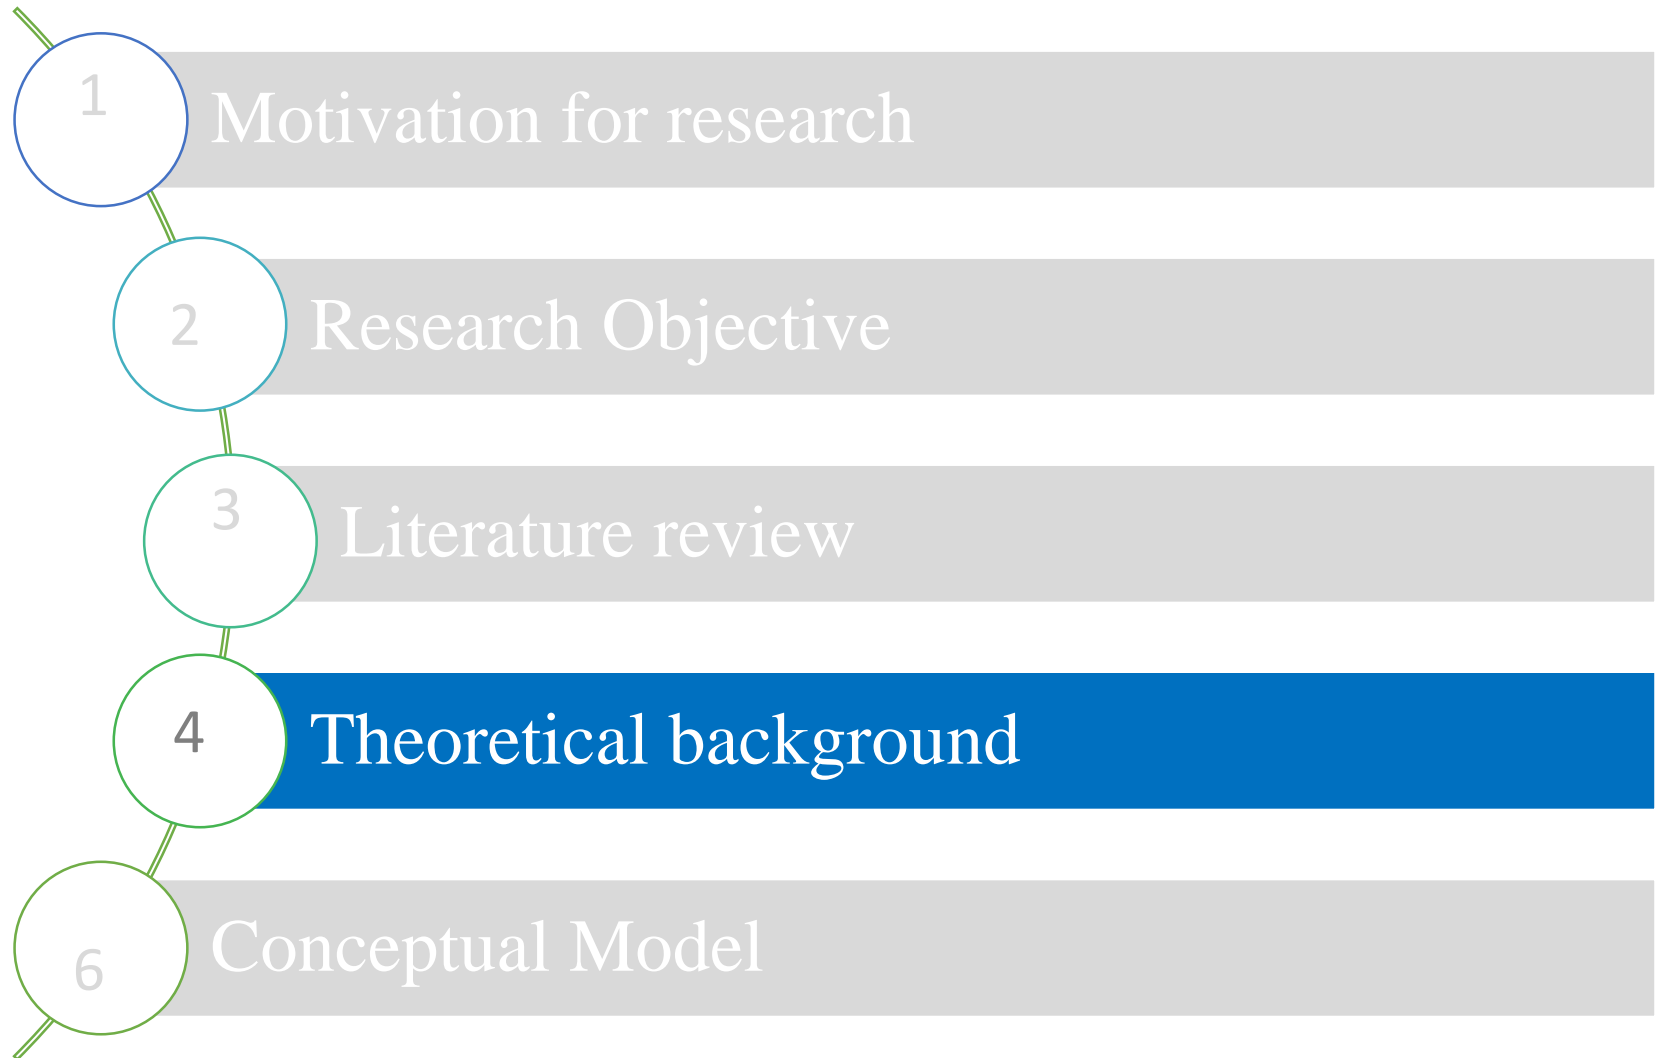 1
Motivation for research
2
Research Objective
3
Literature review
4
Theoretical background
6
Conceptual Model